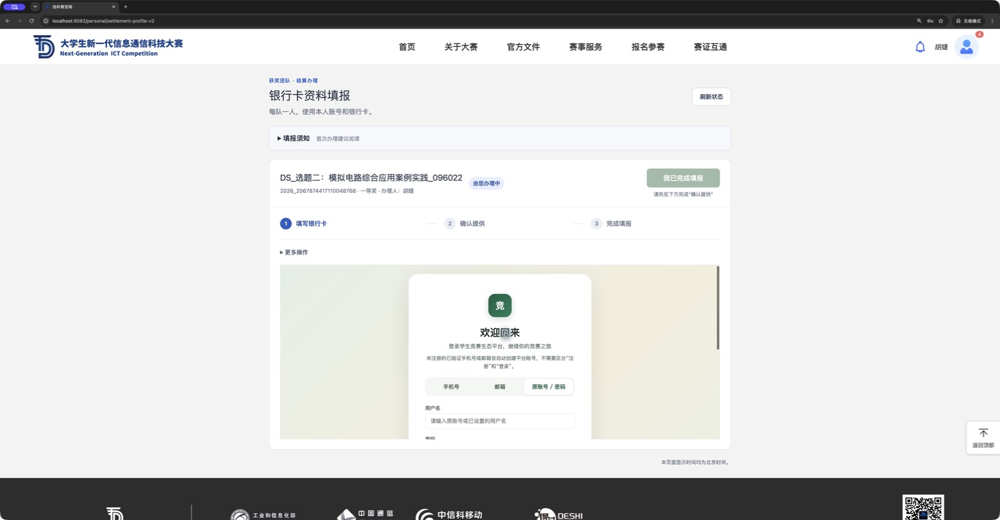 信科赛官网
localhost:8082/personal/settlement-profile-v2
无痕模式
大学生新一代信息通信科技大赛
Next-Generation ICT Competition
首页
关于大赛
官方文件
赛事服务
报名参赛
赛证互通
胡婕
4
获奖团队 · 结算办理
银行卡资料填报
每队一人，使用本人账号和银行卡。
刷新状态
填报须知 首次办理建议阅读
DS_选题二：模拟电路综合应用案例实践_096022
由您办理中
2026_2067874417110048768 · 一等奖 · 办理人：胡婕
我已完成填报
请先在下方完成"确认提供"
1 填写银行卡
2 确认提供
3 完成填报
更多操作
竞
欢迎回来
登录学生竞赛生态平台，继续你的竞赛之旅
未注册的已验证手机号或邮箱会自动创建平台账号，不需要区分"注
册"和"登录"。
手机号
邮箱
原账号 / 密码
用户名
请输入原账号或已设置的用户名
返回顶部
本页面显示时间均为北京时间。
工业和信息化部
中国通信
中信科移动
DESHI